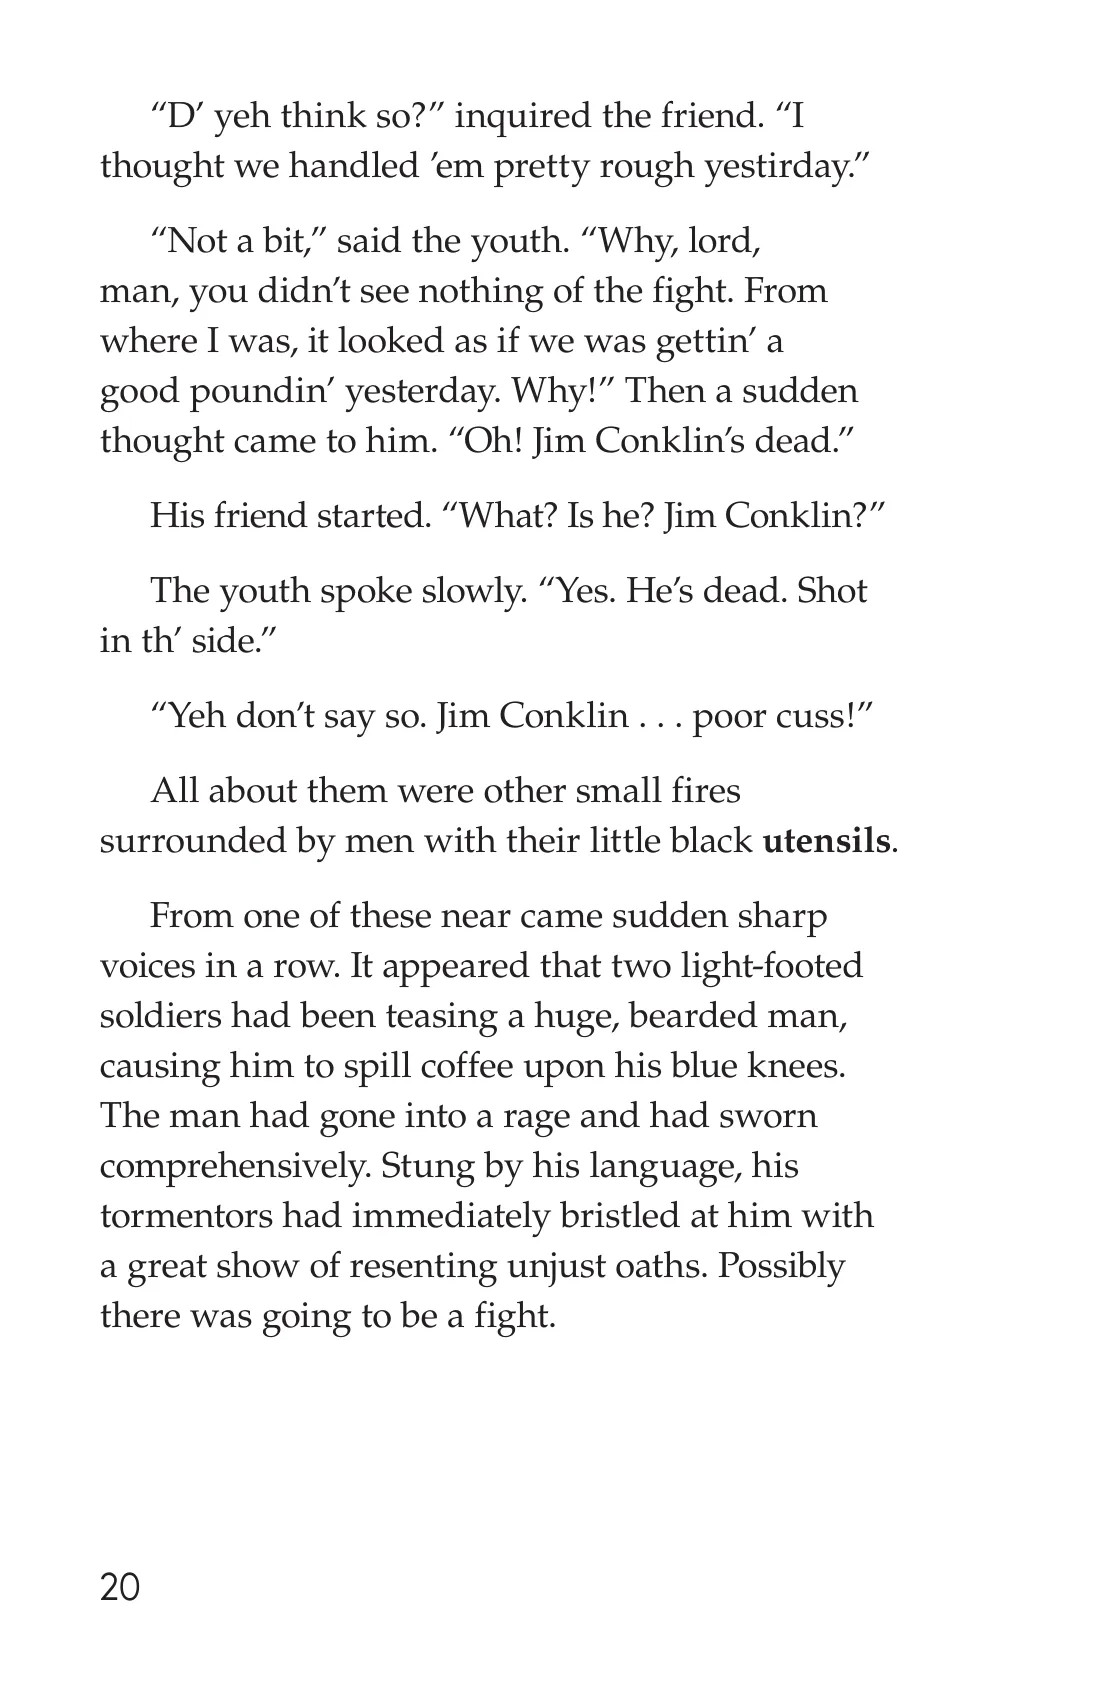 “D’ yeh think so?” inquired the friend. “I
thought we handled ’em pretty rough yestirday.”
“Not a bit,” said the youth. “Why, lord,
man, you didn’t see nothing of the fight. From
where I was, it looked as if we was gettin’ a
good poundin’ yesterday. Why!” Then a sudden
thought came to him. “Oh! Jim Conklin’s dead.”
His friend started. “What? Is he? Jim Conklin?”
The youth spoke slowly. “Yes. He’s dead. Shot
in th’ side.”
“Yeh don’t say so. Jim Conklin . . . poor cuss!”
All about them were other small fires
surrounded by men with their little black utensils.
From one of these near came sudden sharp
voices in a row. It appeared that two light-footed
soldiers had been teasing a huge, bearded man,
causing him to spill coffee upon his blue knees.
The man had gone into a rage and had sworn
comprehensively. Stung by his language, his
tormentors had immediately bristled at him with
a great show of resenting unjust oaths. Possibly
there was going to be a fight.
20